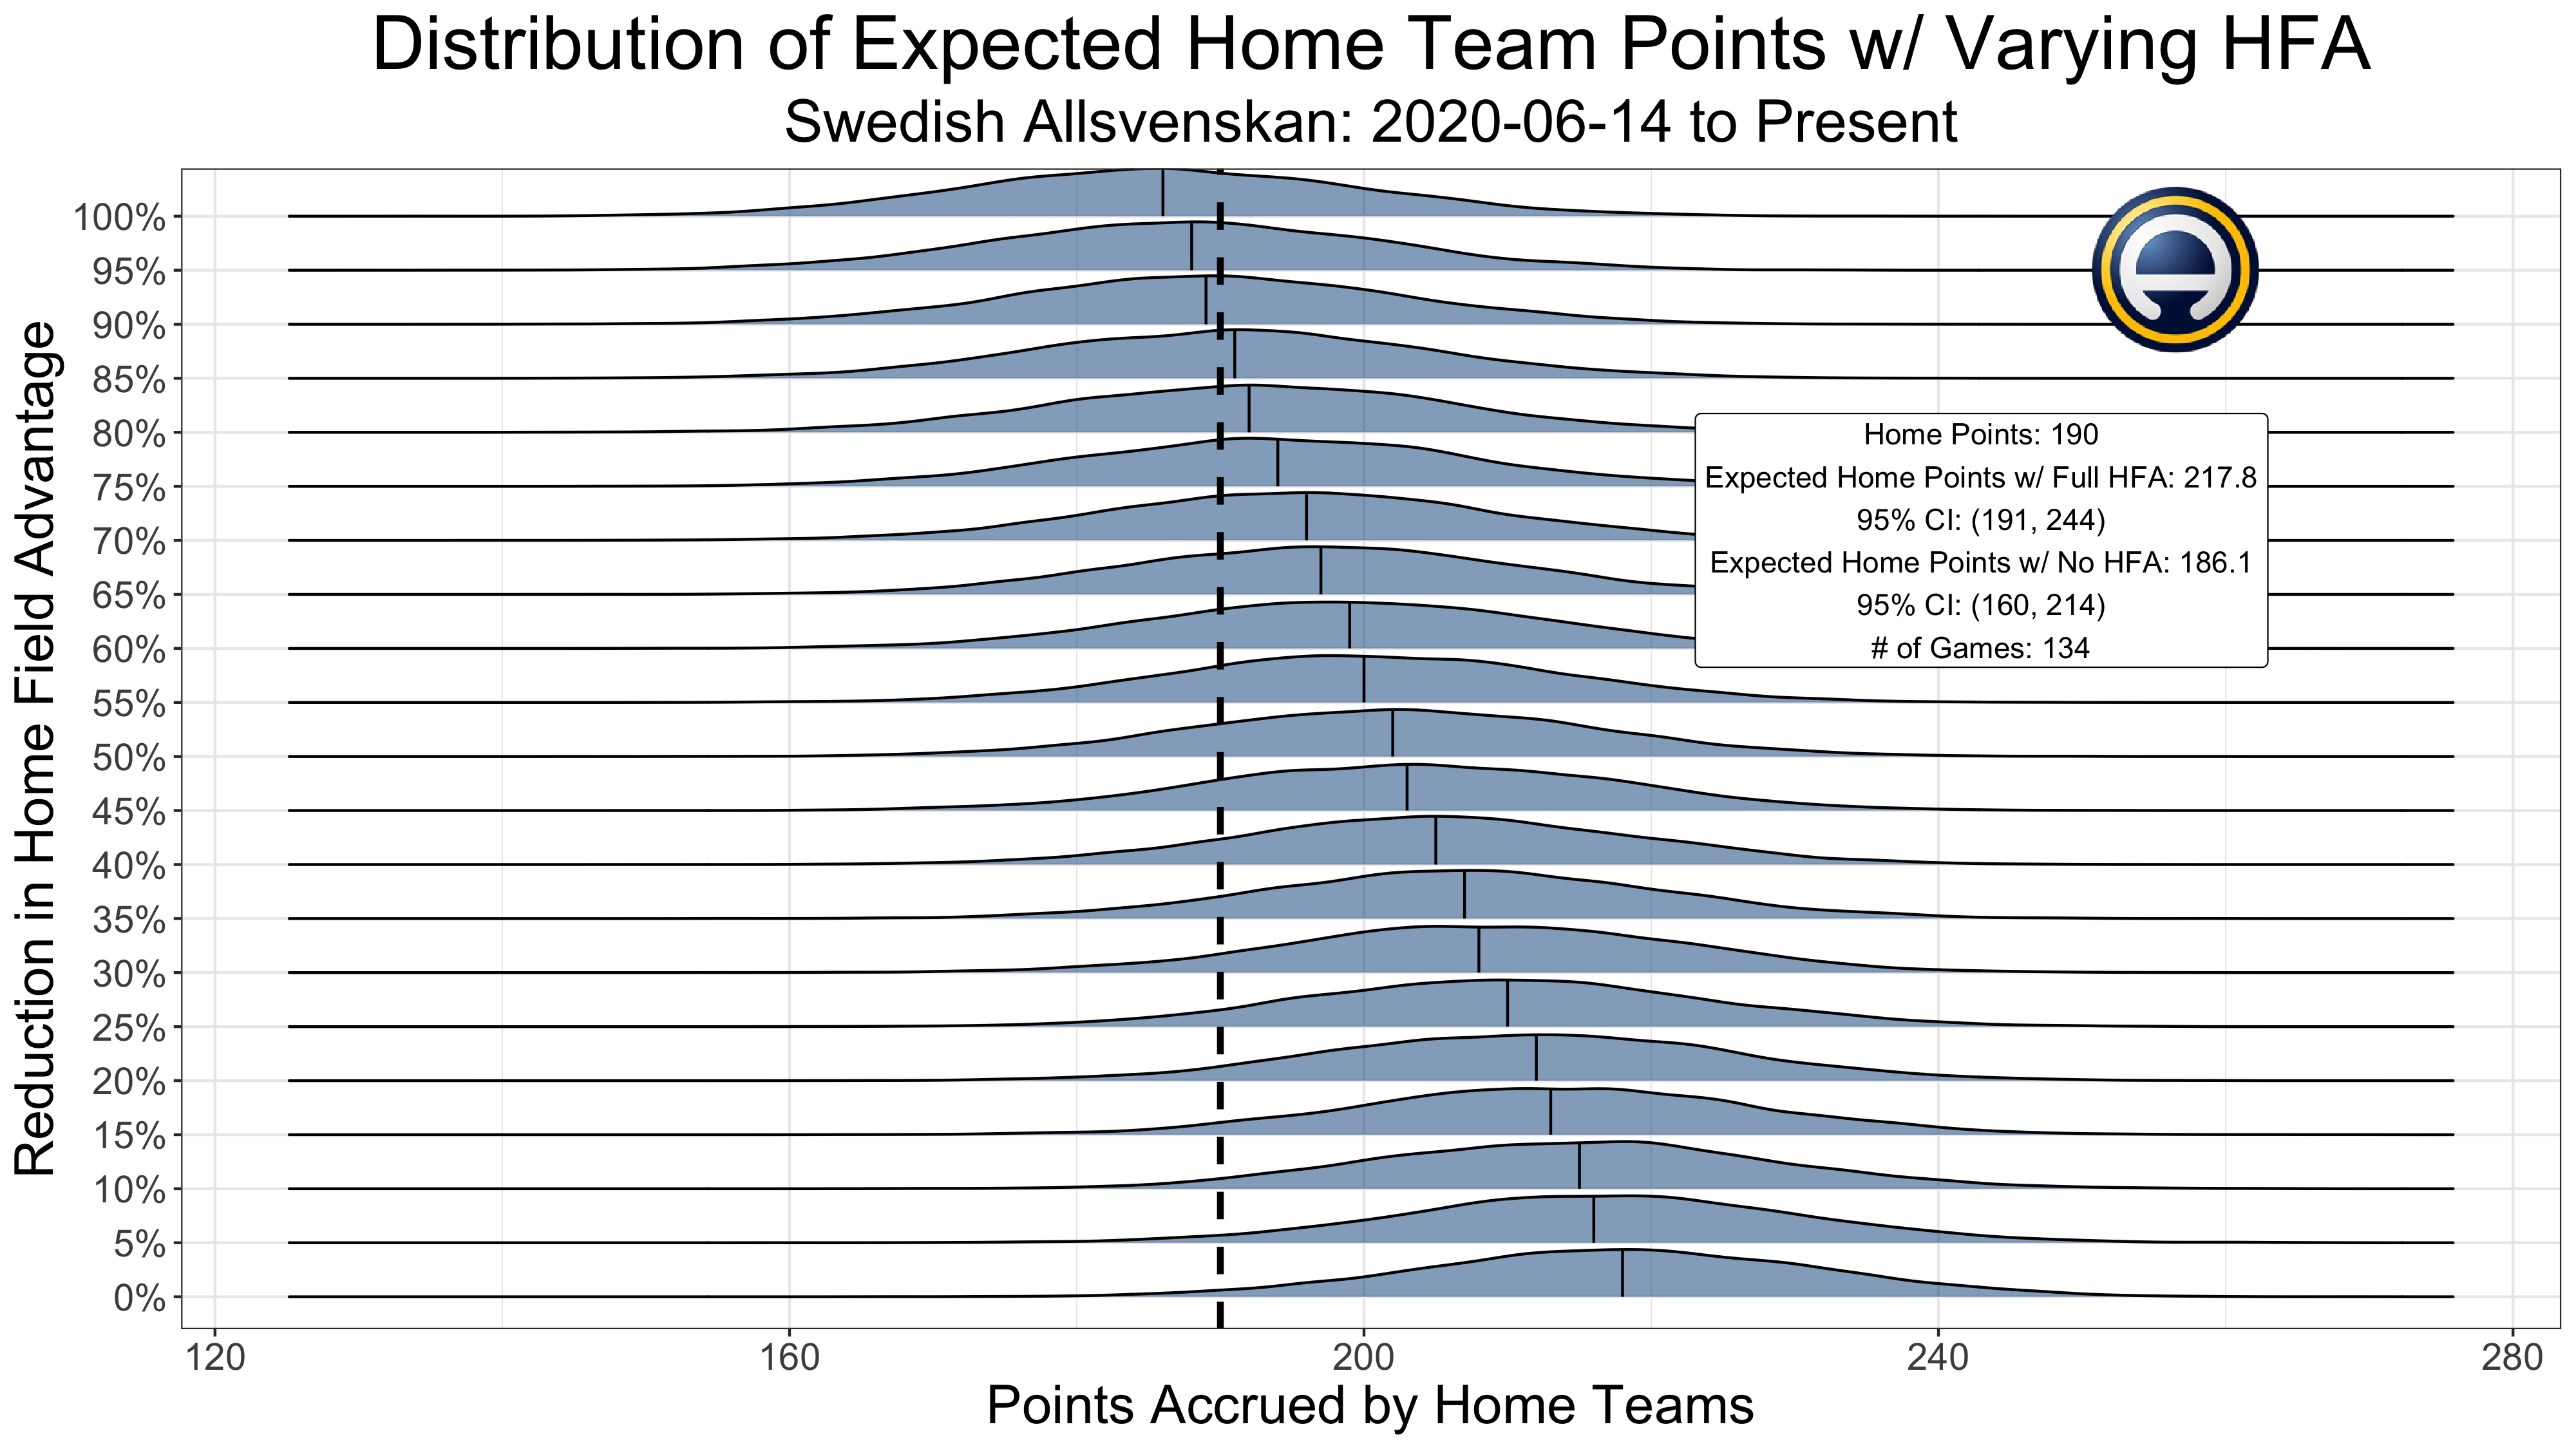 Distribution of Expected Home Team Points w/ Varying HFA
Swedish Allsvenskan: 2020-06-14 to Present
Reduction in Home Field Advantage
100%
95%
90%
85%
80%
75%
70%
65%
60%
55%
50%
45%
40%
35%
30%
25%
20%
15%
10%
5%
0%
Home Points: 190
Expected Home Points w/ Full HFA: 217.8
95% CI: (191, 244)
Expected Home Points w/ No HFA: 186.1
95% CI: (160, 214)
# of Games: 134
120 160 200 240 280
Points Accrued by Home Teams